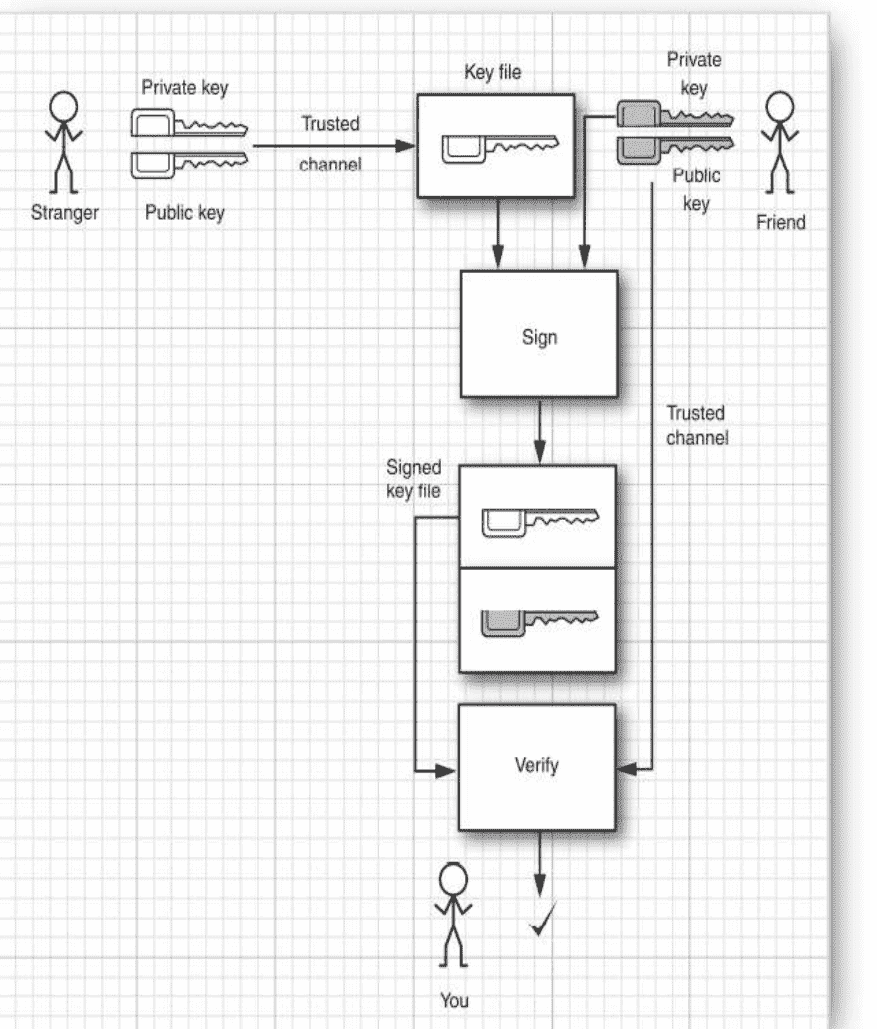 Key file
Private
key
Private key
Trusted
channel
Public
key
Stranger
Public key
Friend
Sign
Trusted
channel
Signed
key file
Verify
You